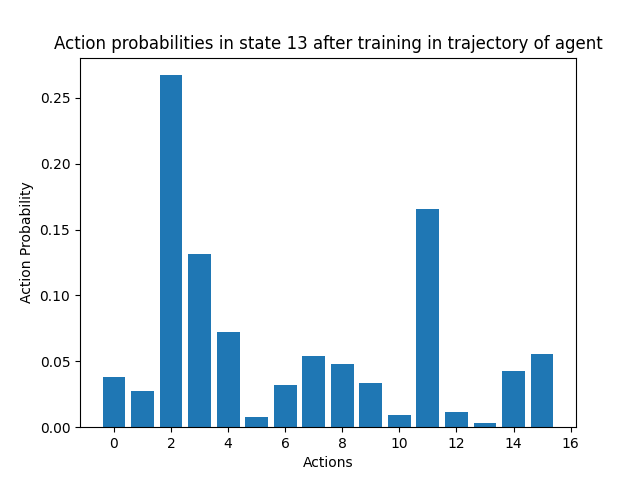 Action probabilities in state 13 after training in trajectory of agent
0.25
0.20
0.15
0.10
0.05
0.00
Action Probability
0 2 4 6 8 10 12 14 16
Actions